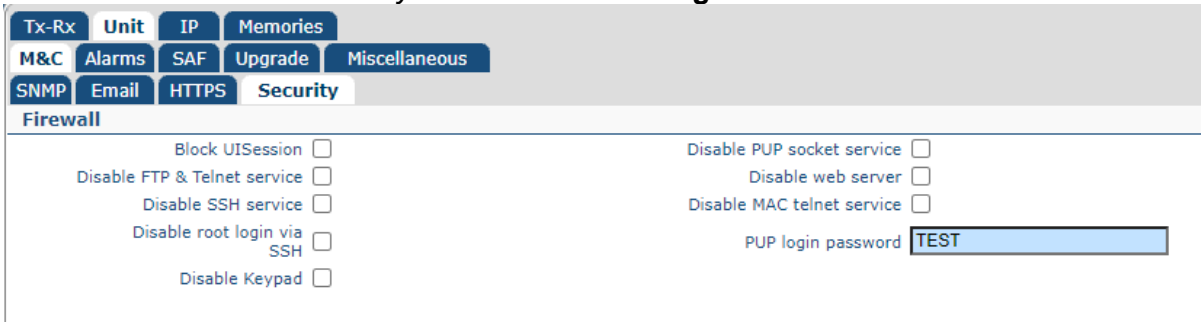 Tx-Rx Unit IP Memories
M&C Alarms SAF Upgrade Miscellaneous
SNMP Email HTTPS Security
Firewall
Block UISession Disable PUP socket service
Disable FTP & Telnet service Disable web server
Disable SSH service Disable MAC telnet service
Disable root login via
SSH
PUP login password TEST
Disable Keypad